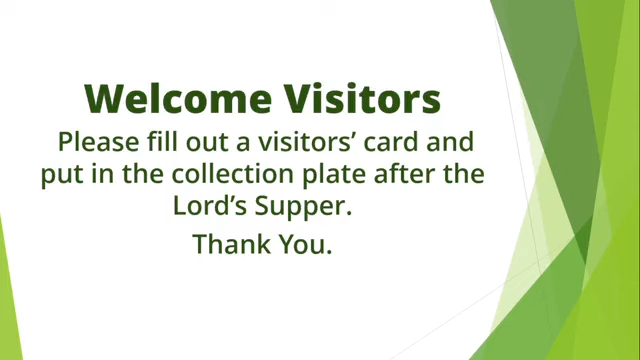 Welcome Visitors
Please fill out a visitors’ card and
put in the collection plate after the
Lord’s Supper.
Thank You.